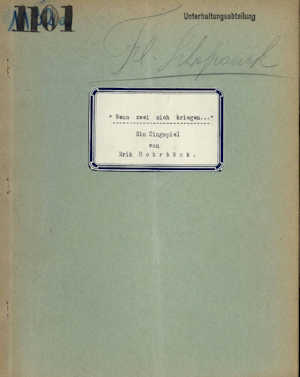 1101
Unterhaltungsabteilung
" Wenn zwei sich kriegen..."
Ein Singspiel
von
Erik Rohrböck.